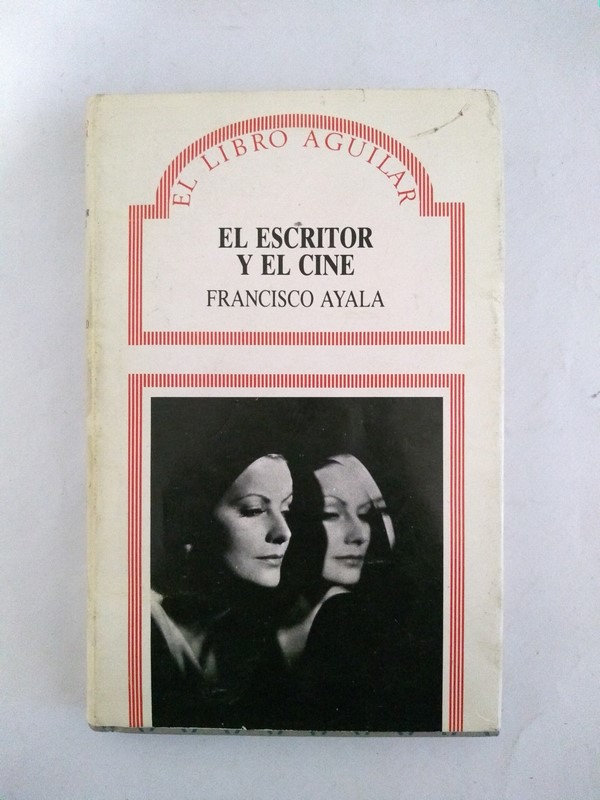 EL LIBRO AGUILAR
EL ESCRITOR
Y EL CINE
FRANCISCO AYALA